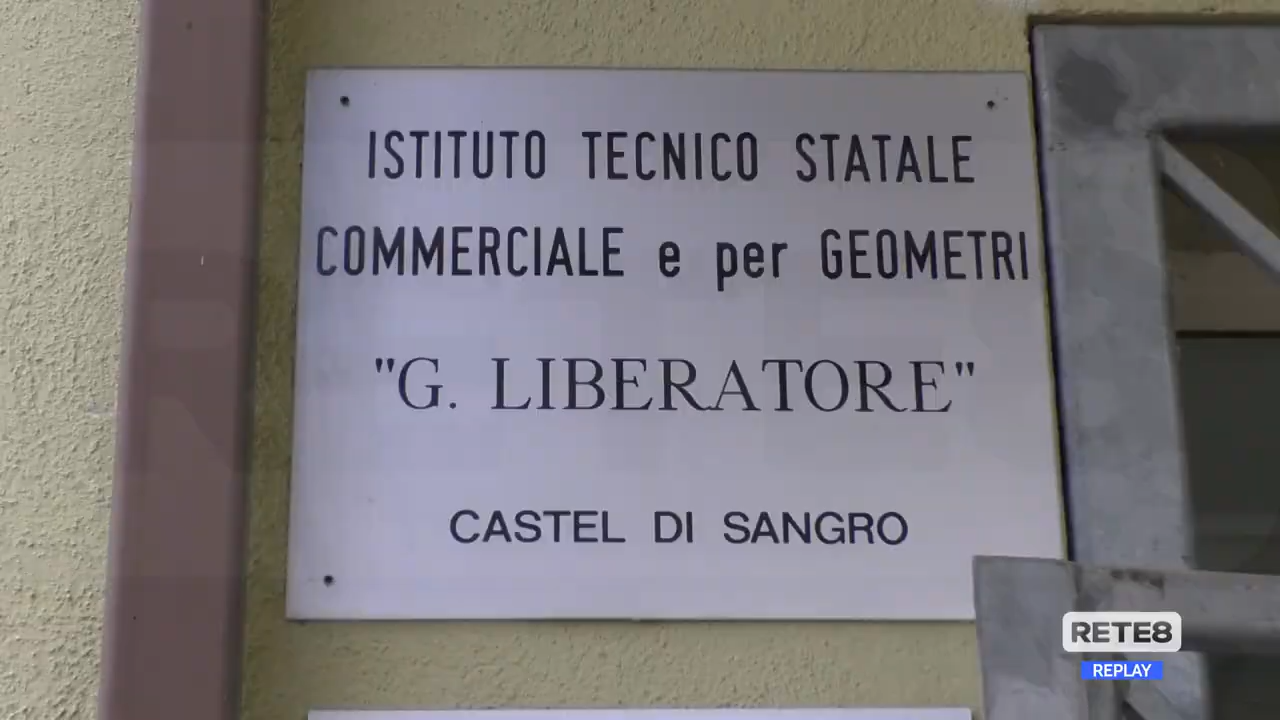 ISTITUTO TECNICO STATALE
COMMERCIALE e per GEOMETRI
"G. LIBERATORE"
CASTEL DI SANGRO
RETE8
REPLAY